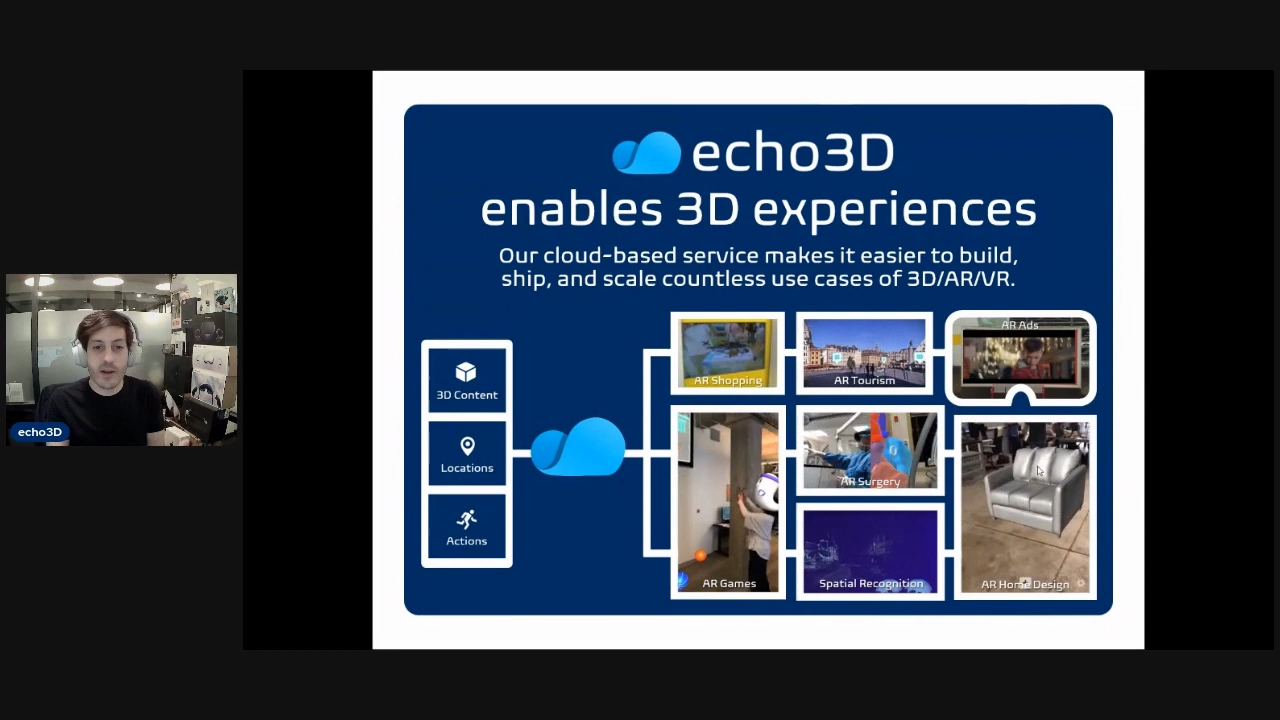 echo3D
enables 3D experiences
Our cloud-based service makes it easier to build,
ship, and scale countless use cases of 3D/AR/VR.
3D Content
Locations
Actions
AR Shopping
AR Tourism
AR Ads
AR Games
AR Surgery
Spatial Recognition
AR Home Design
echo3D